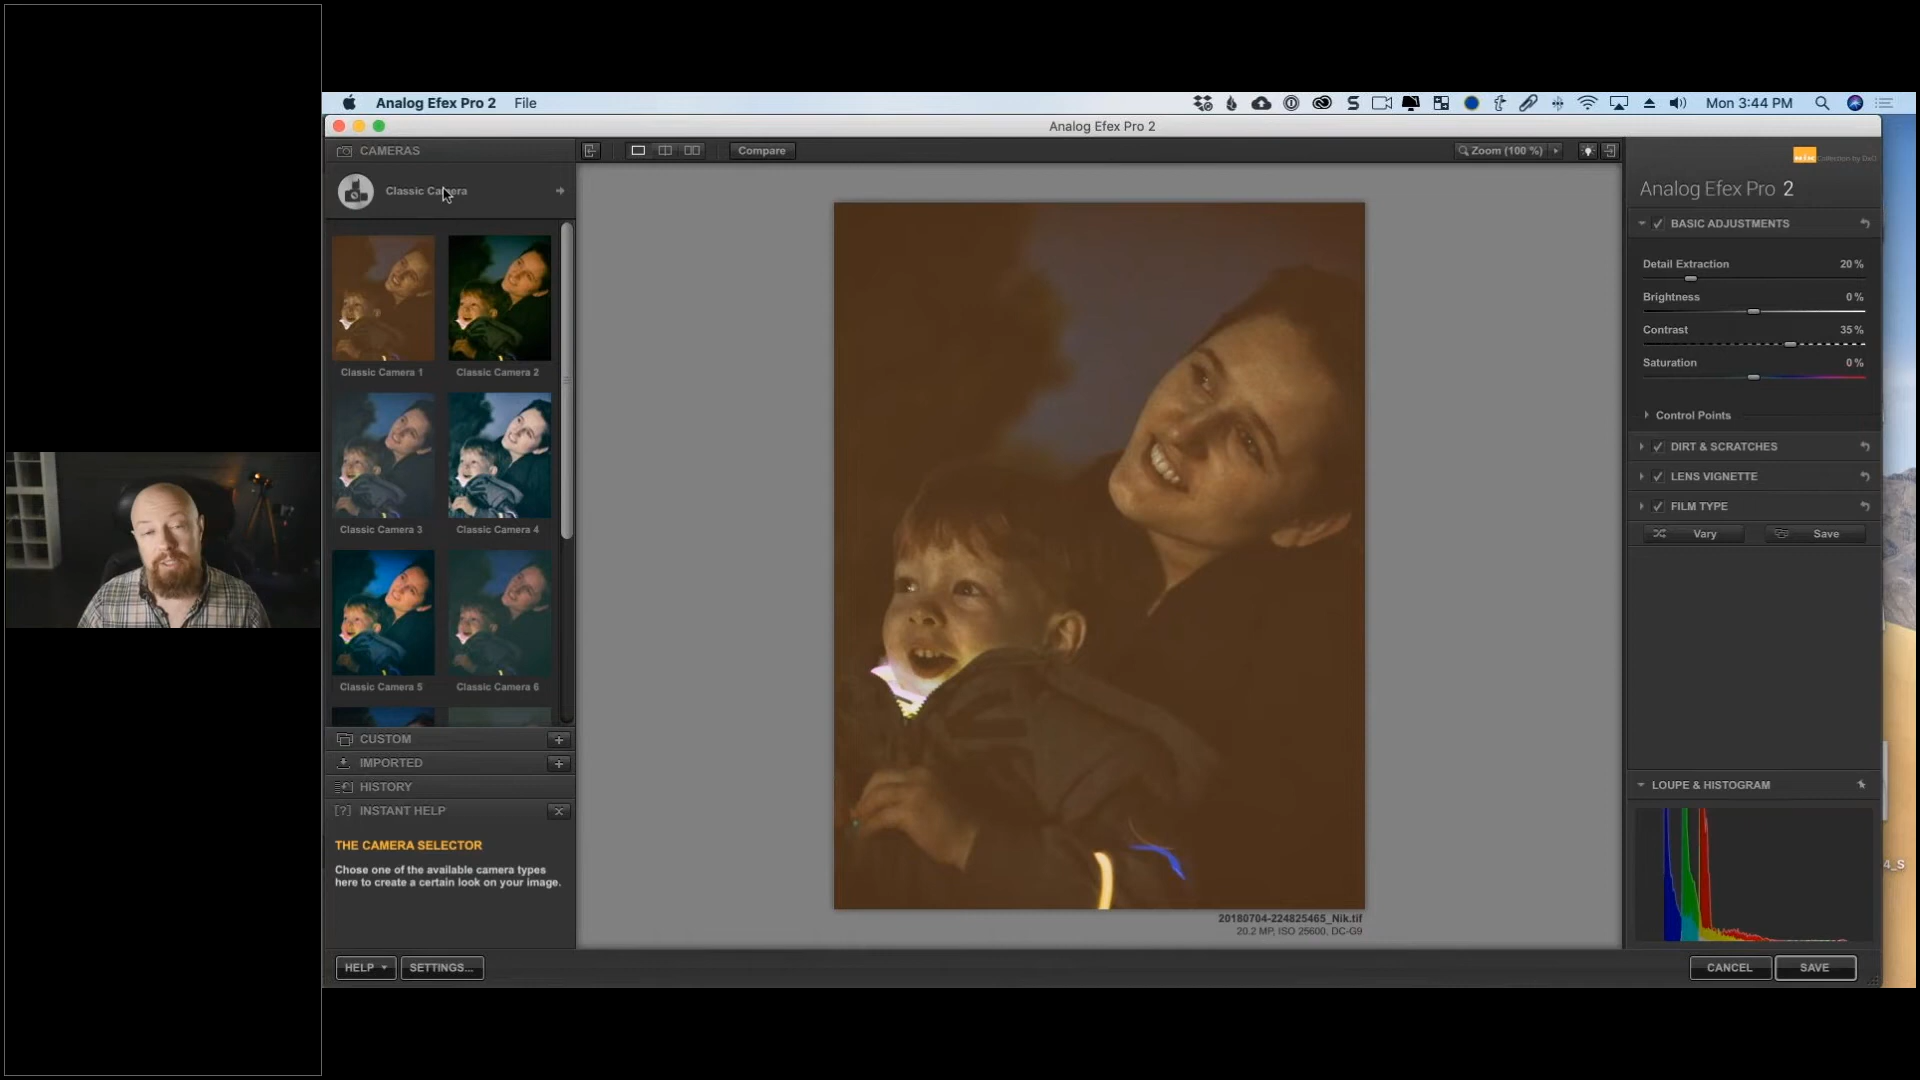 Analog Efex Pro 2 File
Mon 3:44 PM
Analog Efex Pro 2
CAMERAS
Compare
Zoom (100 %)
Classic Camera
Classic Camera 1
Classic Camera 2
Classic Camera 3
Classic Camera 4
Classic Camera 5
Classic Camera 6
CUSTOM
IMPORTED
HISTORY
[?] INSTANT HELP
THE CAMERA SELECTOR
Chose one of the available camera types
here to create a certain look on your image.
HELP
SETTINGS...
20180704-224825465_Nik.tif
20.2 MP, ISO 25600, DC-G9
Nik Collection by DxO
Analog Efex Pro 2
BASIC ADJUSTMENTS
Detail Extraction 20 %
Brightness 0 %
Contrast 35 %
Saturation 0 %
Control Points
DIRT & SCRATCHES
LENS VIGNETTE
FILM TYPE
Vary Save
LOUPE & HISTOGRAM
4_S
CANCEL SAVE